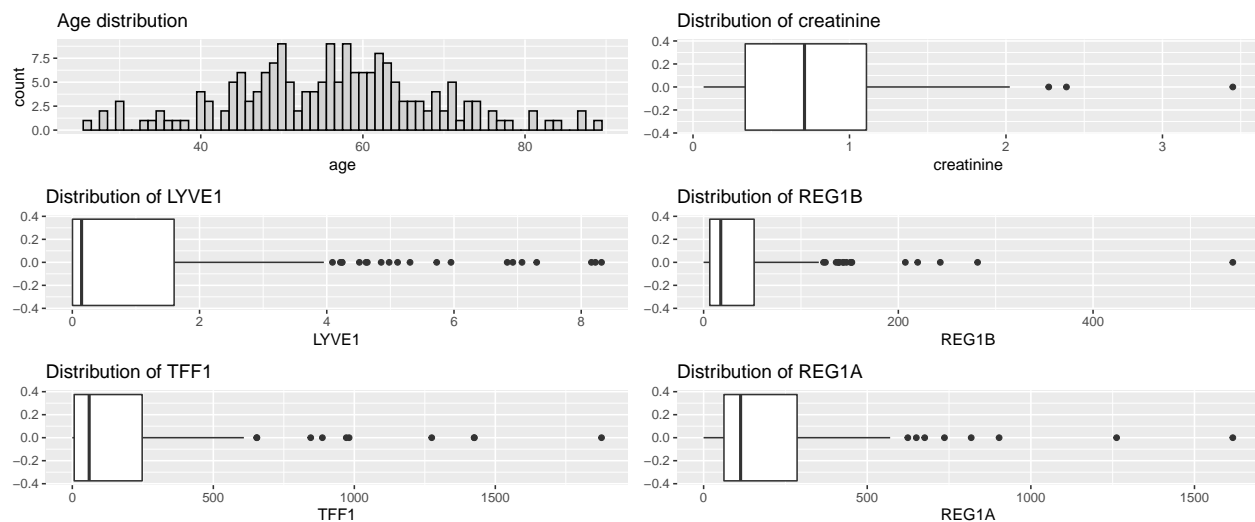 Age distribution
7.5
5.0
2.5
0.0
count
40 60 80
age
Distribution of creatinine
0.4
0.2
0.0
−0.2
−0.4
0 1 2 3
creatinine
Distribution of LYVE1
0.4
0.2
0.0
−0.2
−0.4
0 2 4 6 8
LYVE1
Distribution of REG1B
0.4
0.2
0.0
−0.2
−0.4
0 200 400
REG1B
Distribution of TFF1
0.4
0.2
0.0
−0.2
−0.4
0 500 1000 1500
TFF1
Distribution of REG1A
0.4
0.2
0.0
−0.2
−0.4
0 500 1000 1500
REG1A